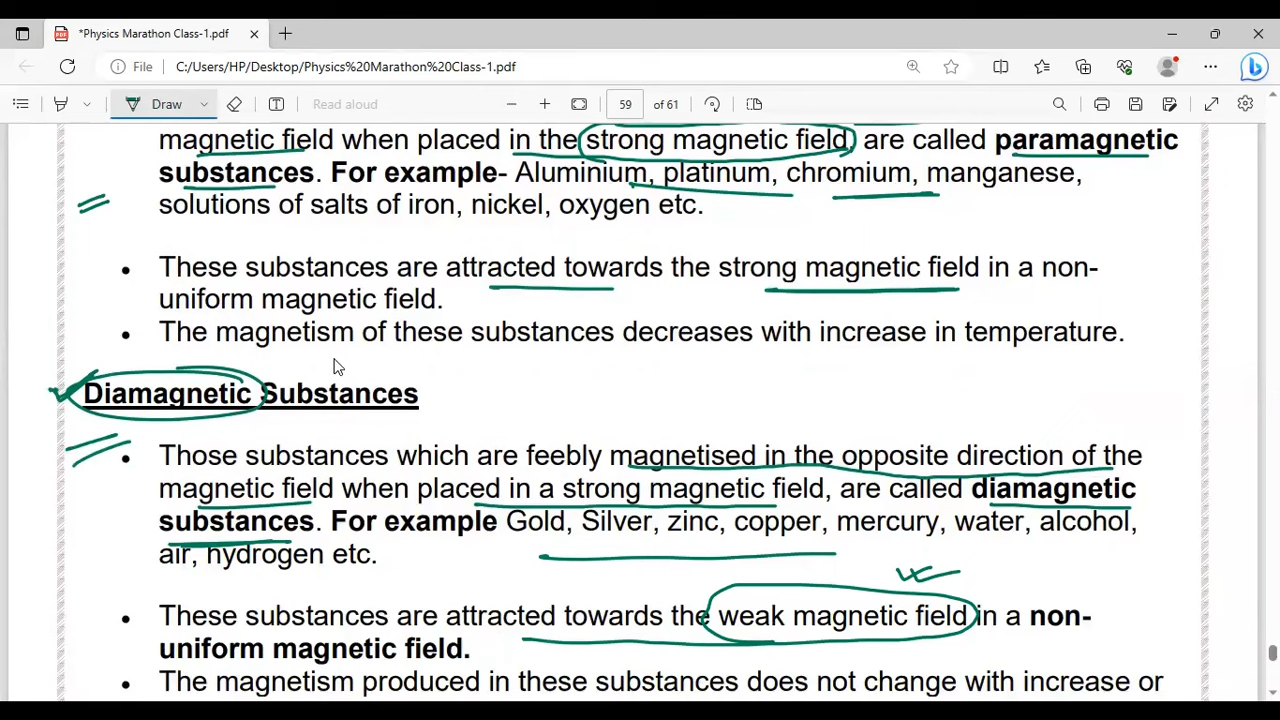 *Physics Marathon Class-1.pdf
File C:/Users/HP/Desktop/Physics%20Marathon%20Class-1.pdf
Draw Read aloud 59 of 61
magnetic field when placed in the strong magnetic field, are called paramagnetic
substances. For example- Aluminium, platinum, chromium, manganese,
solutions of salts of iron, nickel, oxygen etc.
• These substances are attracted towards the strong magnetic field in a non-
uniform magnetic field.
• The magnetism of these substances decreases with increase in temperature.
Diamagnetic Substances
• Those substances which are feebly magnetised in the opposite direction of the
magnetic field when placed in a strong magnetic field, are called diamagnetic
substances. For example Gold, Silver, zinc, copper, mercury, water, alcohol,
air, hydrogen etc.
• These substances are attracted towards the weak magnetic field in a non-
uniform magnetic field.
• The magnetism produced in these substances does not change with increase or